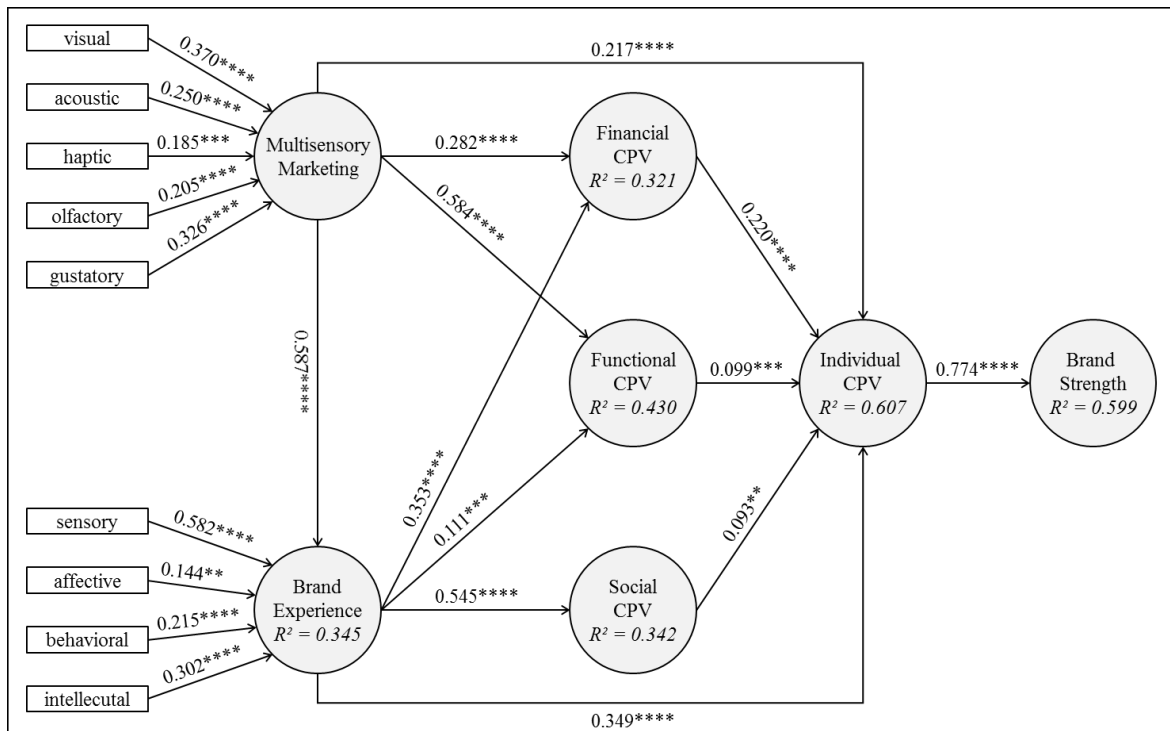 visual
acoustic
haptic
olfactory
gustatory
0.370****
0.250****
0.185***
0.205****
0.326****
Multisensory
Marketing
0.217****
0.282****
0.584****
0.587****
Financial
CPV
R² = 0.321
0.220****
Functional
CPV
R² = 0.430
0.099***
Individual
CPV
R² = 0.607
0.774****
Brand
Strength
R² = 0.599
sensory
affective
behavioral
intellecutal
0.582****
0.144**
0.215****
0.302****
Brand
Experience
R² = 0.345
0.353****
0.111***
0.545****
Social
CPV
R² = 0.342
0.093**
0.349****